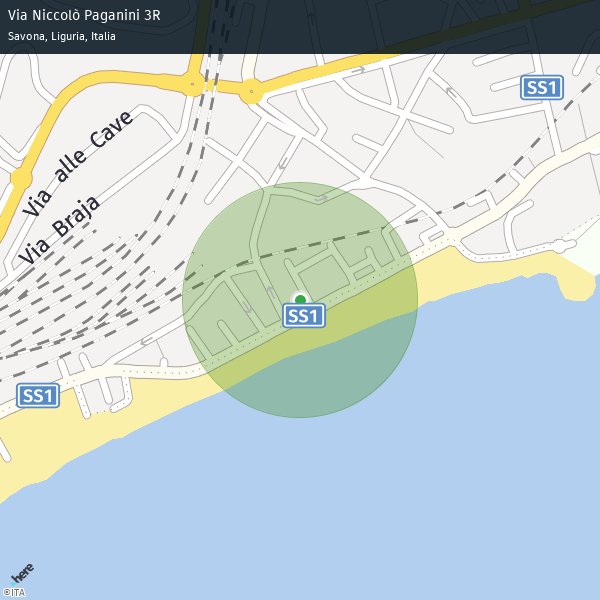 Via Niccolò Paganini 3R
Savona, Liguria, Italia
SS1
Via alle Cave
Via Braja
SS1
SS1
here
©ITA